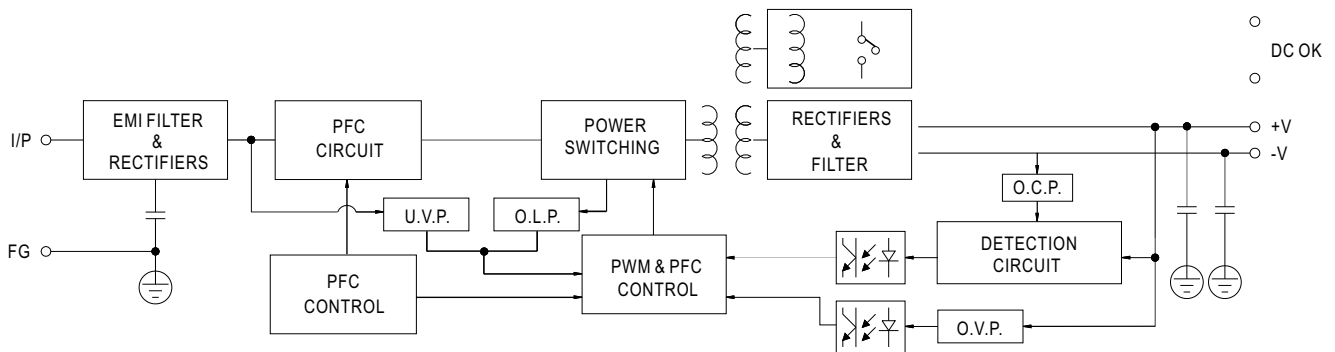 DC OK
I/P
EMI FILTER
&
RECTIFIERS
PFC
CIRCUIT
POWER
SWITCHING
RECTIFIERS
&
FILTER
+V
-V
O.C.P.
U.V.P.
O.L.P.
FG
PFC
CONTROL
PWM & PFC
CONTROL
DETECTION
CIRCUIT
O.V.P.